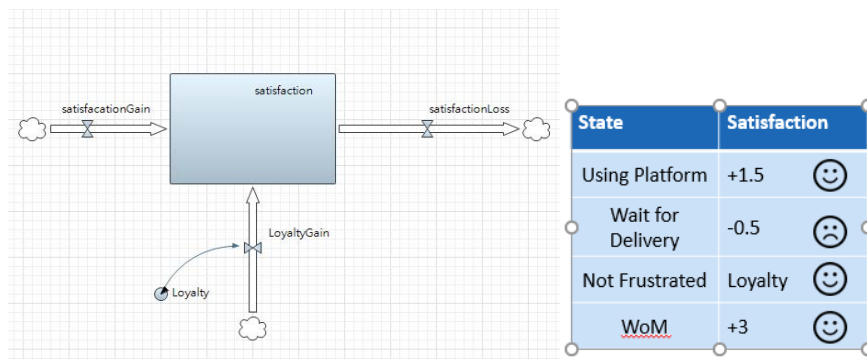 satisfacationGain
satisfaction
satisfactionLoss
LoyaltyGain
Loyalty
State Satisfaction
Using Platform +1.5
Wait for
Delivery -0.5
Not Frustrated Loyalty
WoM +3